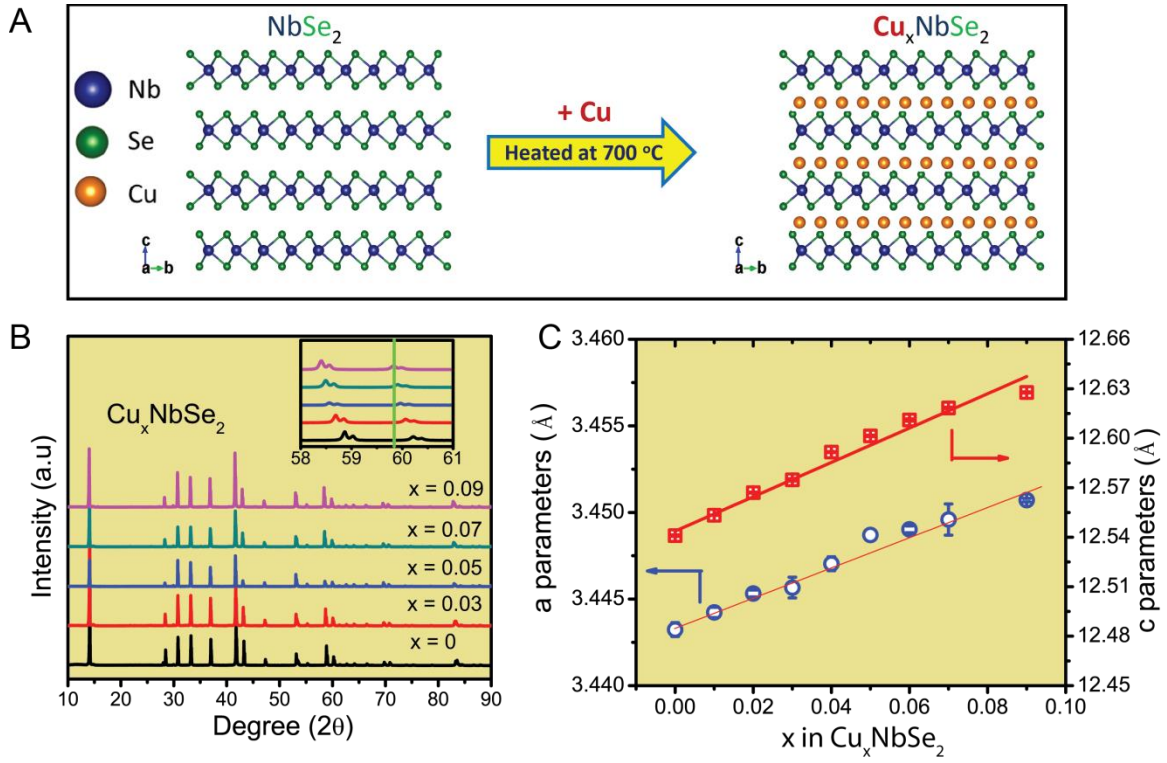 A
NbSe₂
CuₓNbSe₂
Nb
Se
Cu
+ Cu
Heated at 700 °C
c
a b
c
a b
B
CuₓNbSe₂
58 59 60 61
x = 0.09
x = 0.07
x = 0.05
x = 0.03
x = 0
Intensity (a.u)
10 20 30 40 50 60 70 80 90
Degree (2θ)
C
3.460
3.455
3.450
3.445
3.440
a parameters (Å)
12.66
12.63
12.60
12.57
12.54
12.51
12.48
12.45
c parameters (Å)
0.00 0.02 0.04 0.06 0.08 0.10
x in CuₓNbSe₂